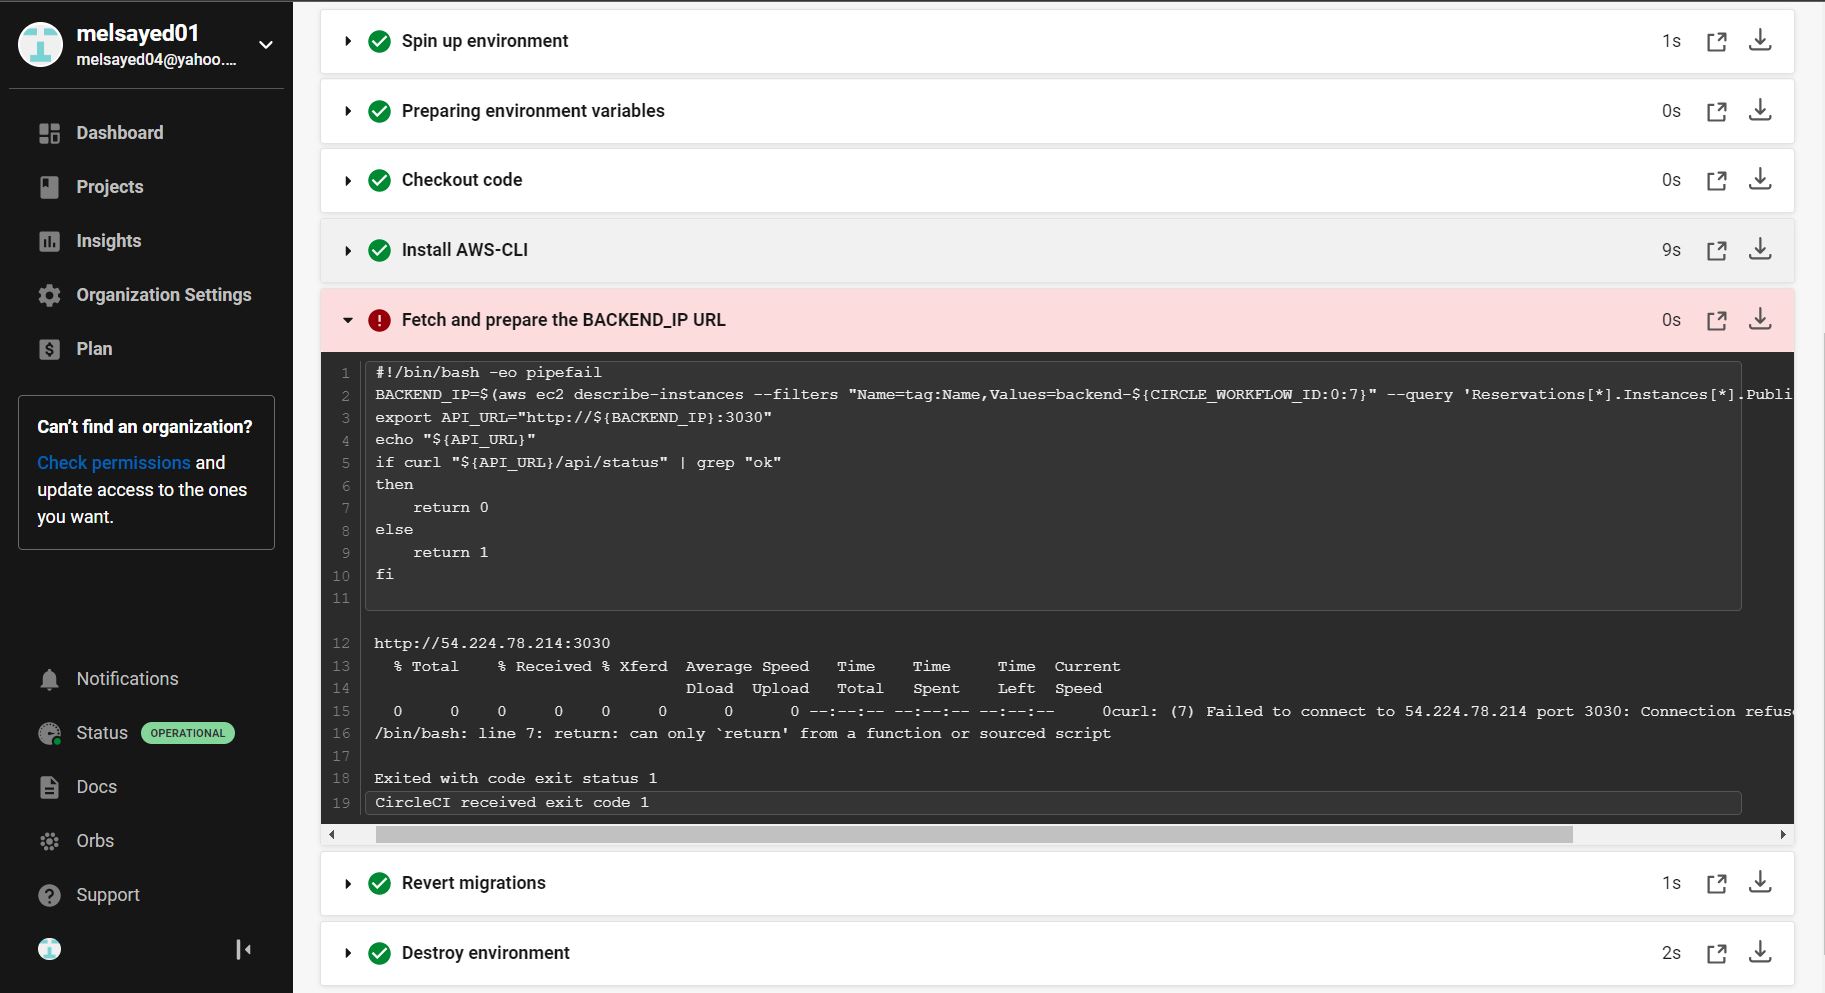 melsayed01
melsayed04@yahoo....
Dashboard
Projects
Insights
Organization Settings
Plan
Can't find an organization?
Check permissions and
update access to the ones
you want.
Notifications
Status OPERATIONAL
Docs
Orbs
Support
Spin up environment 1s
Preparing environment variables 0s
Checkout code 0s
Install AWS-CLI 9s
Fetch and prepare the BACKEND_IP URL 0s
1 #!/bin/bash -eo pipefail
2 BACKEND_IP=$(aws ec2 describe-instances --filters "Name=tag:Name,Values=backend-${CIRCLE_WORKFLOW_ID:0:7}" --query 'Reservations[*].Instances[*].Publi
3 export API_URL="http://${BACKEND_IP}:3030"
4 echo "${API_URL}"
5 if curl "${API_URL}/api/status" | grep "ok"
6 then
7     return 0
8 else
9     return 1
10 fi
11
12 http://54.224.78.214:3030
13   % Total    % Received % Xferd  Average Speed   Time    Time     Time  Current
14                                  Dload  Upload   Total   Spent    Left  Speed
15   0     0    0     0    0     0      0      0 --:--:-- --:--:-- --:--:--     0curl: (7) Failed to connect to 54.224.78.214 port 3030: Connection refus
16 /bin/bash: line 7: return: can only `return' from a function or sourced script
17
18 Exited with code exit status 1
19 CircleCI received exit code 1
Revert migrations 1s
Destroy environment 2s